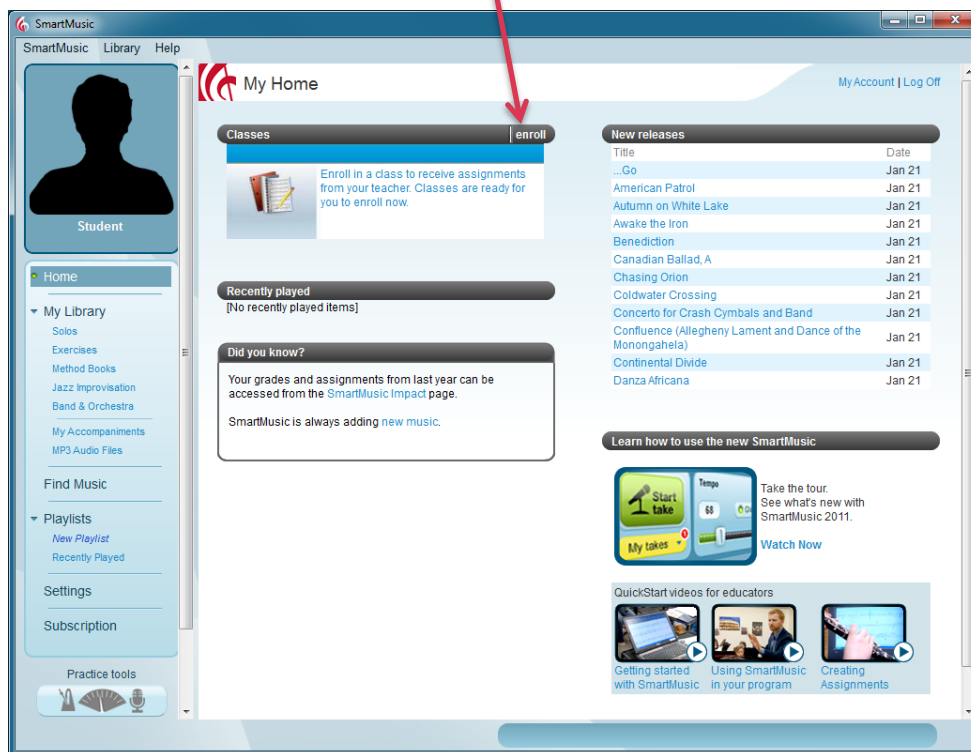 SmartMusic
SmartMusic Library Help
Student
Home
My Library
Solos
Exercises
Method Books
Jazz Improvisation
Band & Orchestra
My Accompaniments
MP3 Audio Files
Find Music
Playlists
New Playlist
Recently Played
Settings
Subscription
Practice tools
My Home
My Account | Log Off
Classes
enroll
Enroll in a class to receive assignments
from your teacher. Classes are ready for
you to enroll now.
Recently played
[No recently played items]
Did you know?
Your grades and assignments from last year can be
accessed from the SmartMusic Impact page.
SmartMusic is always adding new music.
New releases
Title Date
...Go Jan 21
American Patrol Jan 21
Autumn on White Lake Jan 21
Awake the Iron Jan 21
Benediction Jan 21
Canadian Ballad, A Jan 21
Chasing Orion Jan 21
Coldwater Crossing Jan 21
Concerto for Crash Cymbals and Band Jan 21
Confluence (Allegheny Lament and Dance of the
Monongahela) Jan 21
Continental Divide Jan 21
Danza Africana Jan 21
Learn how to use the new SmartMusic
Start
take
My takes
Tempo
68
Take the tour.
See what's new with
SmartMusic 2011.
Watch Now
QuickStart videos for educators
Getting started
with SmartMusic
Using SmartMusic
in your program
Creating
Assignments